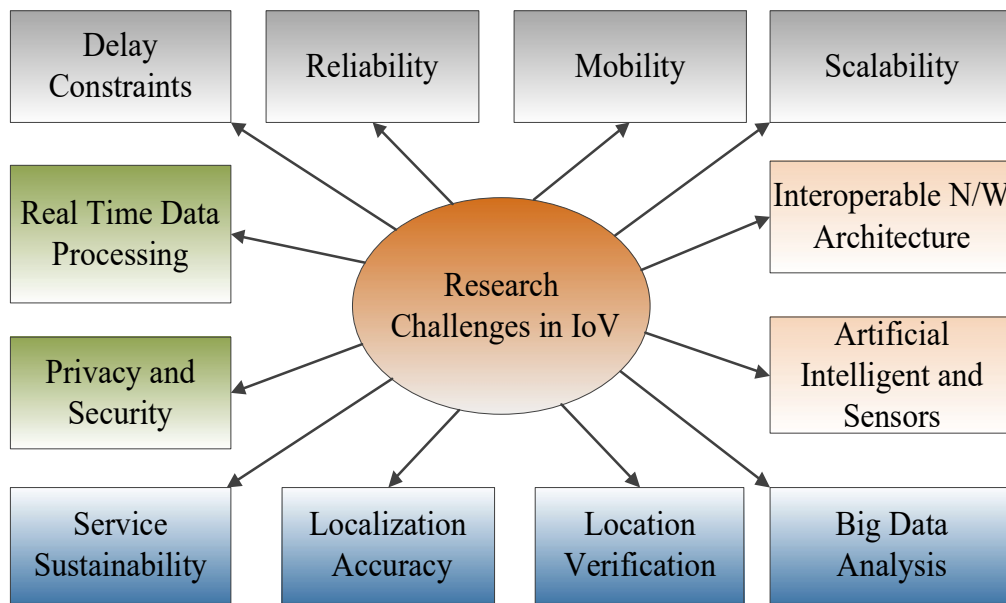 Delay
Constraints
Reliability
Mobility
Scalability
Real Time Data
Processing
Interoperable N/W
Architecture
Research
Challenges in IoV
Privacy and
Security
Artificial
Intelligent and
Sensors
Service
Sustainability
Localization
Accuracy
Location
Verification
Big Data
Analysis